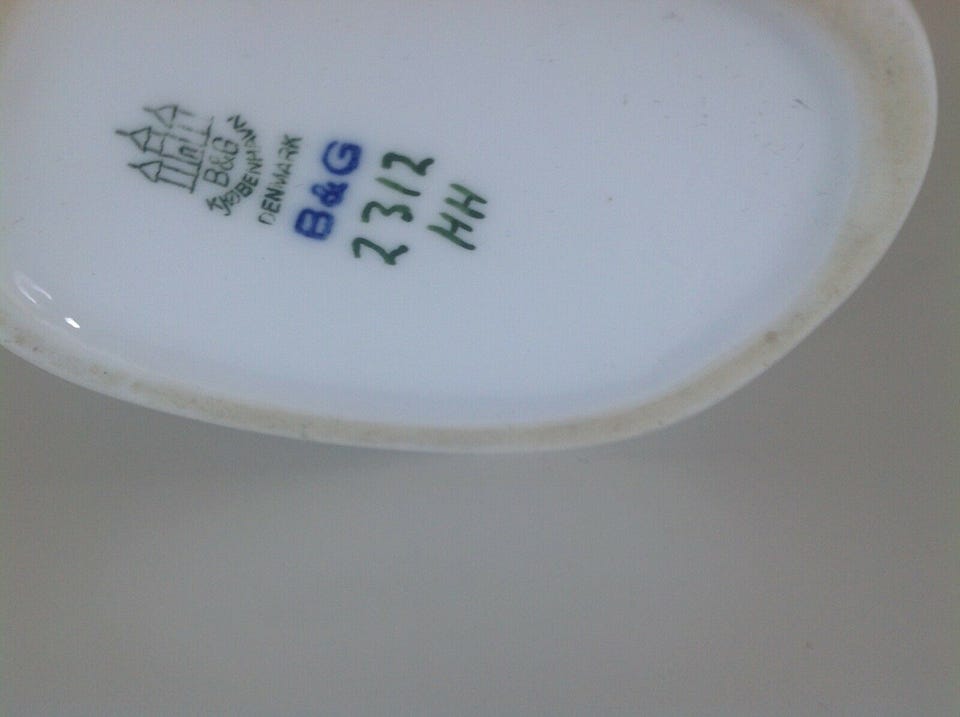 B&G
KJØBENHAVN
DENMARK
B&G
2312
HH